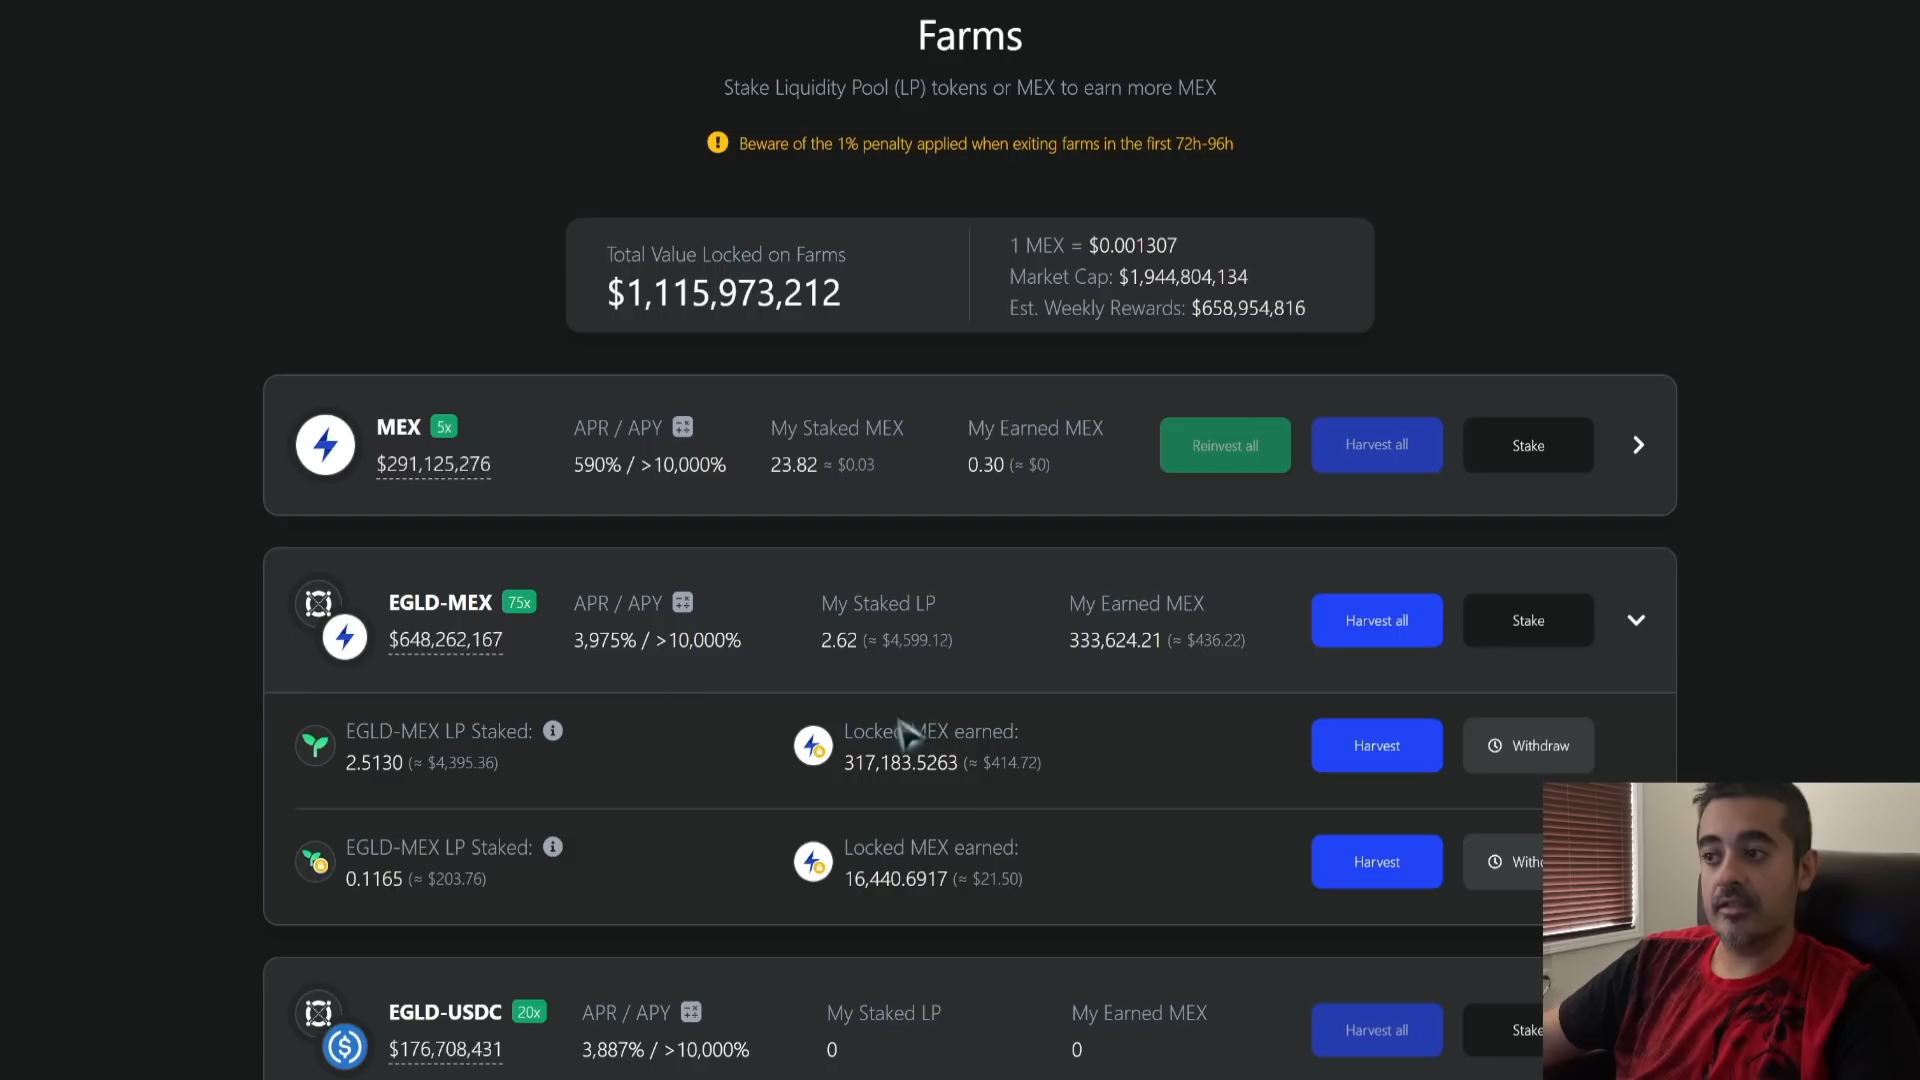 Farms
Stake Liquidity Pool (LP) tokens or MEX to earn more MEX
Beware of the 1% penalty applied when exiting farms in the first 72h-96h
Total Value Locked on Farms
$1,115,973,212
1 MEX = $0.001307
Market Cap: $1,944,804,134
Est. Weekly Rewards: $658,954,816
MEX 5x
$291,125,276
APR / APY
590% / >10,000%
My Staked MEX
23.82 ≈ $0.03
My Earned MEX
0.30 (≈ $0)
Reinvest all
Harvest all
Stake
EGLD-MEX 75x
$648,262,167
APR / APY
3,975% / >10,000%
My Staked LP
2.62 (≈ $4,599.12)
My Earned MEX
333,624.21 (≈ $436.22)
Harvest all
Stake
EGLD-MEX LP Staked:
2.5130 (≈ $4,395.36)
Locked MEX earned:
317,183.5263 (≈ $414.72)
Harvest
Withdraw
EGLD-MEX LP Staked:
0.1165 (≈ $203.76)
Locked MEX earned:
16,440.6917 (≈ $21.50)
Harvest
EGLD-USDC 20x
$176,708,431
APR / APY
3,887% / >10,000%
My Staked LP
0
My Earned MEX
0
Harvest all
Stake